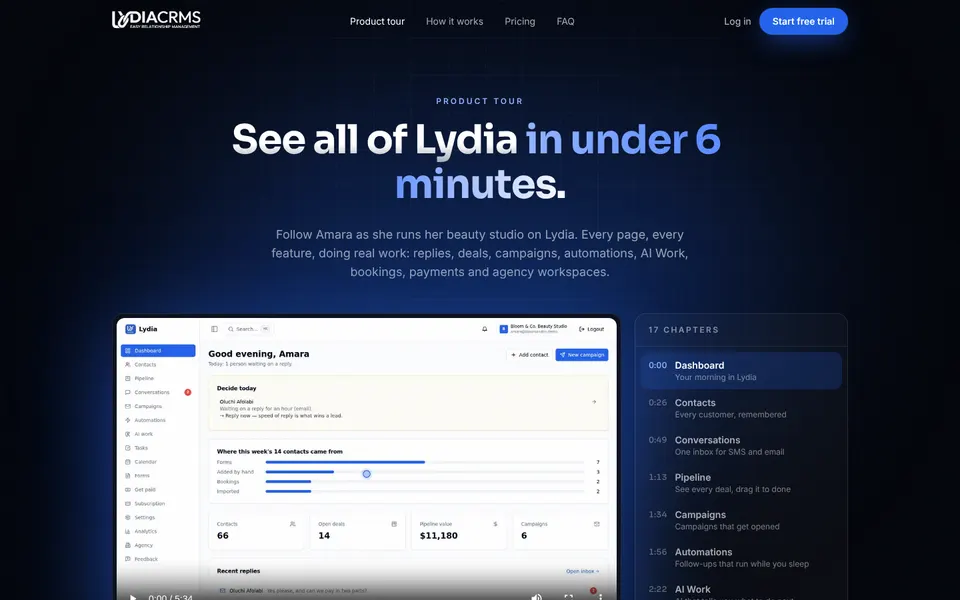 LYDIACRMS
EASY RELATIONSHIP MANAGEMENT
Product tour
How it works
Pricing
FAQ
Log in
Start free trial
PRODUCT TOUR
See all of Lydia in under 6
minutes.
Follow Amara as she runs her beauty studio on Lydia. Every page, every
feature, doing real work: replies, deals, campaigns, automations, AI Work,
bookings, payments and agency workspaces.
Lydia
Search...
Bloom & Co. Beauty Studio
Logout
Dashboard
Contacts
Pipeline
Conversations
Campaigns
Automations
AI work
Tasks
Calendar
Forms
Get paid
Subscription
Settings
Analytics
Agency
Feedback
Good evening, Amara
Today: 1 person waiting on a reply.
Add contact
New campaign
Decide today
Oluchi Afolabi
Waiting on a reply for an hour (email)
→ Reply now — speed of reply is what wins a lead.
Where this week's 14 contacts came from
Forms 7
Added by hand 3
Bookings 2
Imported 2
Contacts
66
Open deals
14
Pipeline value
$
$11,180
Campaigns
6
Recent replies
Open inbox
Oluchi Afolabi Yes please, and can we pay in two parts?
0:00 / 5:34
17 CHAPTERS
0:00 Dashboard
Your morning in Lydia
0:26 Contacts
Every customer, remembered
0:49 Conversations
One inbox for SMS and email
1:13 Pipeline
See every deal, drag it to done
1:34 Campaigns
Campaigns that get opened
1:56 Automations
Follow-ups that run while you sleep
2:22 AI Work